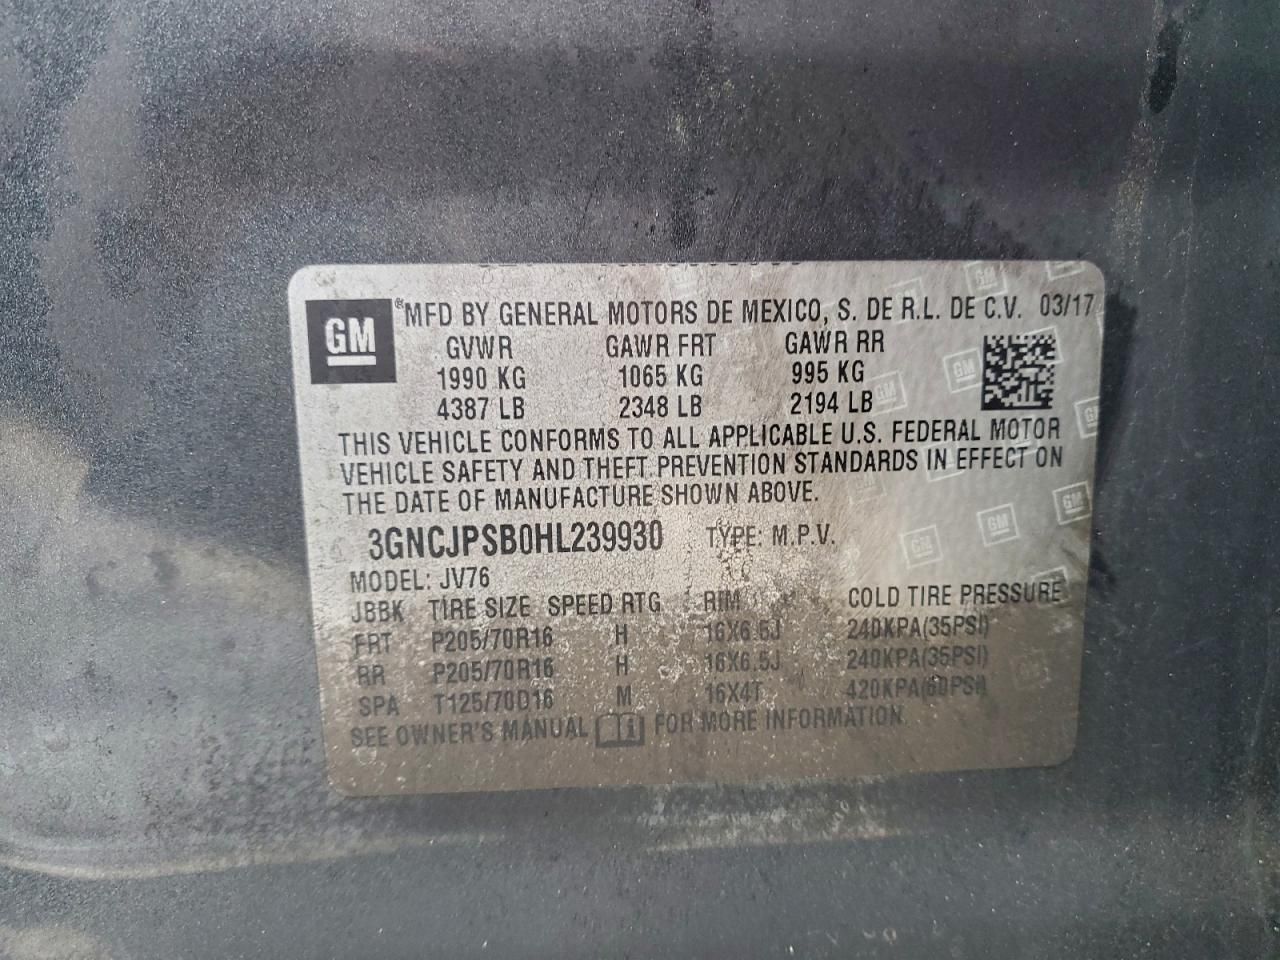 GM
®MFD BY GENERAL MOTORS DE MEXICO, S. DE R.L. DE C.V. 03/17
GVWR GAWR FRT GAWR RR
1990 KG 1065 KG 995 KG
4387 LB 2348 LB 2194 LB
THIS VEHICLE CONFORMS TO ALL APPLICABLE U.S. FEDERAL MOTOR
VEHICLE SAFETY AND THEFT PREVENTION STANDARDS IN EFFECT ON
THE DATE OF MANUFACTURE SHOWN ABOVE.
3GNCJPSB0HL239930 TYPE: M.P.V.
MODEL: JV76
JBBK TIRE SIZE SPEED RTG RIM COLD TIRE PRESSURE
FRT P205/70R16 H 16X6.5J 240KPA(35PSI)
RR P205/70R16 H 16X6.5J 240KPA(35PSI)
SPA T125/70D16 M 16X4T 420KPA(60PSI)
SEE OWNER'S MANUAL FOR MORE INFORMATION.